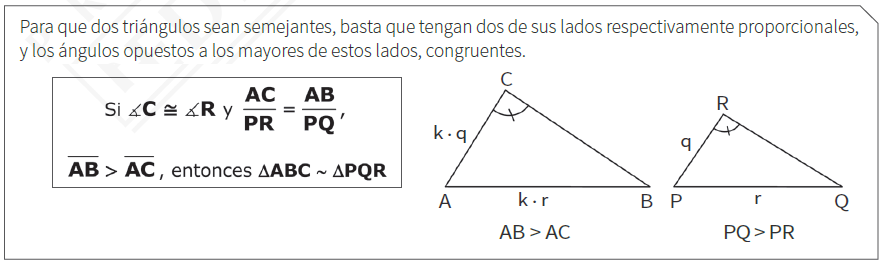 Para que dos triángulos sean semejantes, basta que tengan dos de sus lados respectivamente proporcionales,
y los ángulos opuestos a los mayores de estos lados, congruentes.
Si ∡C ≅ ∡R y AC/PR = AB/PQ,
AB > AC, entonces ΔABC ~ ΔPQR
C
k · q
A
k · r
B
AB > AC
R
q
P
r
Q
PQ > PR